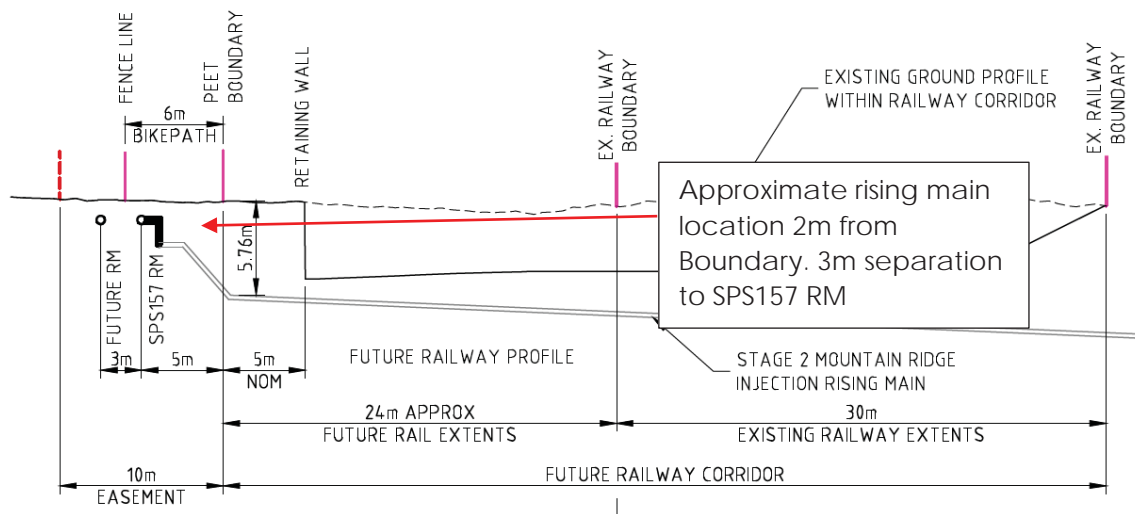 FENCE LINE
PEET
BOUNDARY
RETAINING WALL
EX. RAILWAY
BOUNDARY
EX. RAILWAY
BOUNDARY
6m
BIKEPATH
EXISTING GROUND PROFILE
WITHIN RAILWAY CORRIDOR
Approximate rising main
location 2m from
Boundary. 3m separation
to SPS157 RM
5.76m
FUTURE RM
SPS157 RM
3m
5m
5m
NOM
FUTURE RAILWAY PROFILE
STAGE 2 MOUNTAIN RIDGE
INJECTION RISING MAIN
24m APPROX
FUTURE RAIL EXTENTS
30m
EXISTING RAILWAY EXTENTS
10m
EASEMENT
FUTURE RAILWAY CORRIDOR